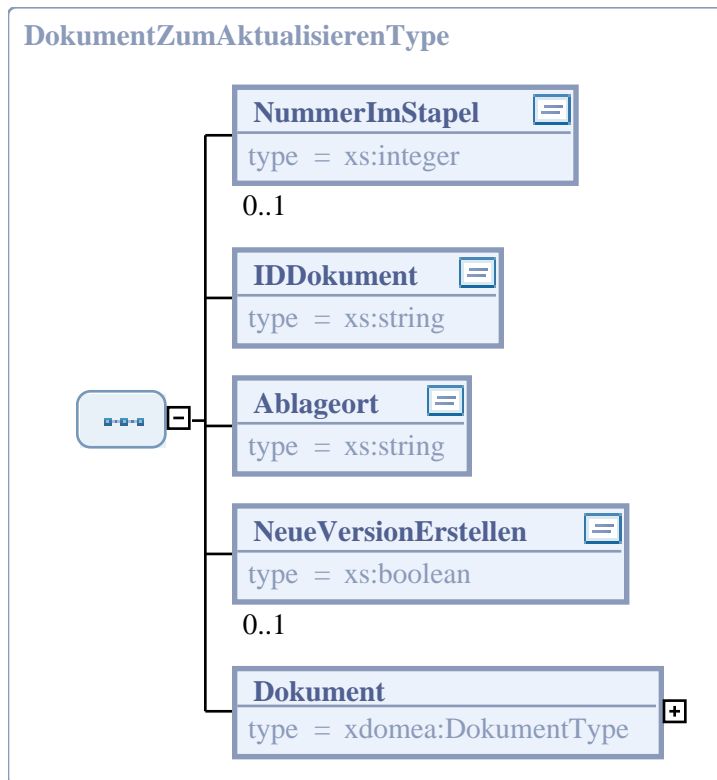 DokumentZumAktualisierenType
NummerImStapel
type = xs:integer
0..1
IDDokument
type = xs:string
Ablageort
type = xs:string
NeueVersionErstellen
type = xs:boolean
0..1
Dokument
type = xdomea:DokumentType